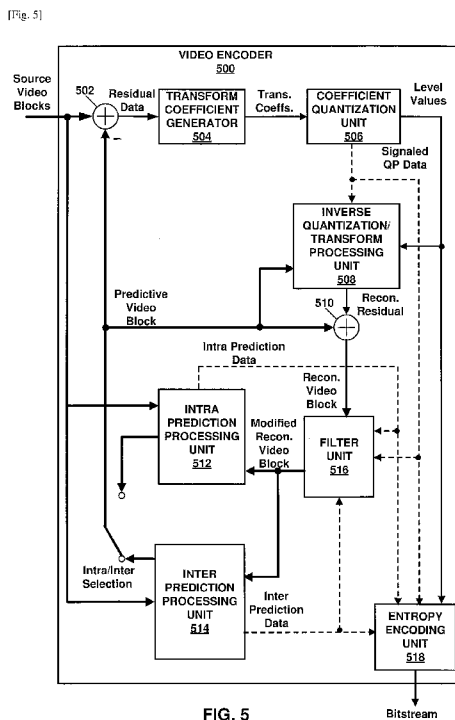 [Fig. 5]
VIDEO ENCODER
500
Source
Video
Blocks
502
Residual
Data
TRANSFORM
COEFFICIENT
GENERATOR
504
Trans.
Coeffs.
COEFFICIENT
QUANTIZATION
UNIT
506
Level
Values
Signaled
QP Data
INVERSE
QUANTIZATION/
TRANSFORM
PROCESSING
UNIT
508
Predictive
Video
Block
510
Recon.
Residual
Intra Prediction
Data
Recon.
Video
Block
INTRA
PREDICTION
PROCESSING
UNIT
512
Modified
Recon.
Video
Block
FILTER
UNIT
516
Intra/Inter
Selection
INTER
PREDICTION
PROCESSING
UNIT
514
Inter
Prediction
Data
ENTROPY
ENCODING
UNIT
518
FIG. 5
Bitstream